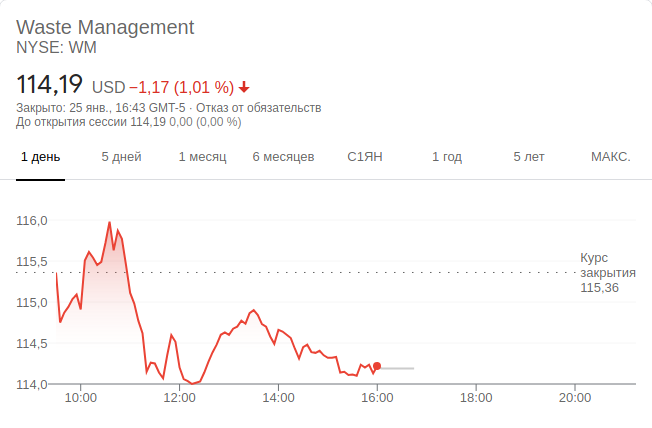 Waste Management
NYSE: WM
114,19 USD −1,17 (1,01 %)
Закрыто: 25 янв., 16:43 GMT-5 · Отказ от обязательств
До открытия сессии 114,19 0,00 (0,00 %)
1 день 5 дней 1 месяц 6 месяцев С1ЯН 1 год 5 лет МАКС.
116,0
115,5
115,0
114,5
114,0
Курс
закрытия
115,36
10:00 12:00 14:00 16:00 18:00 20:00